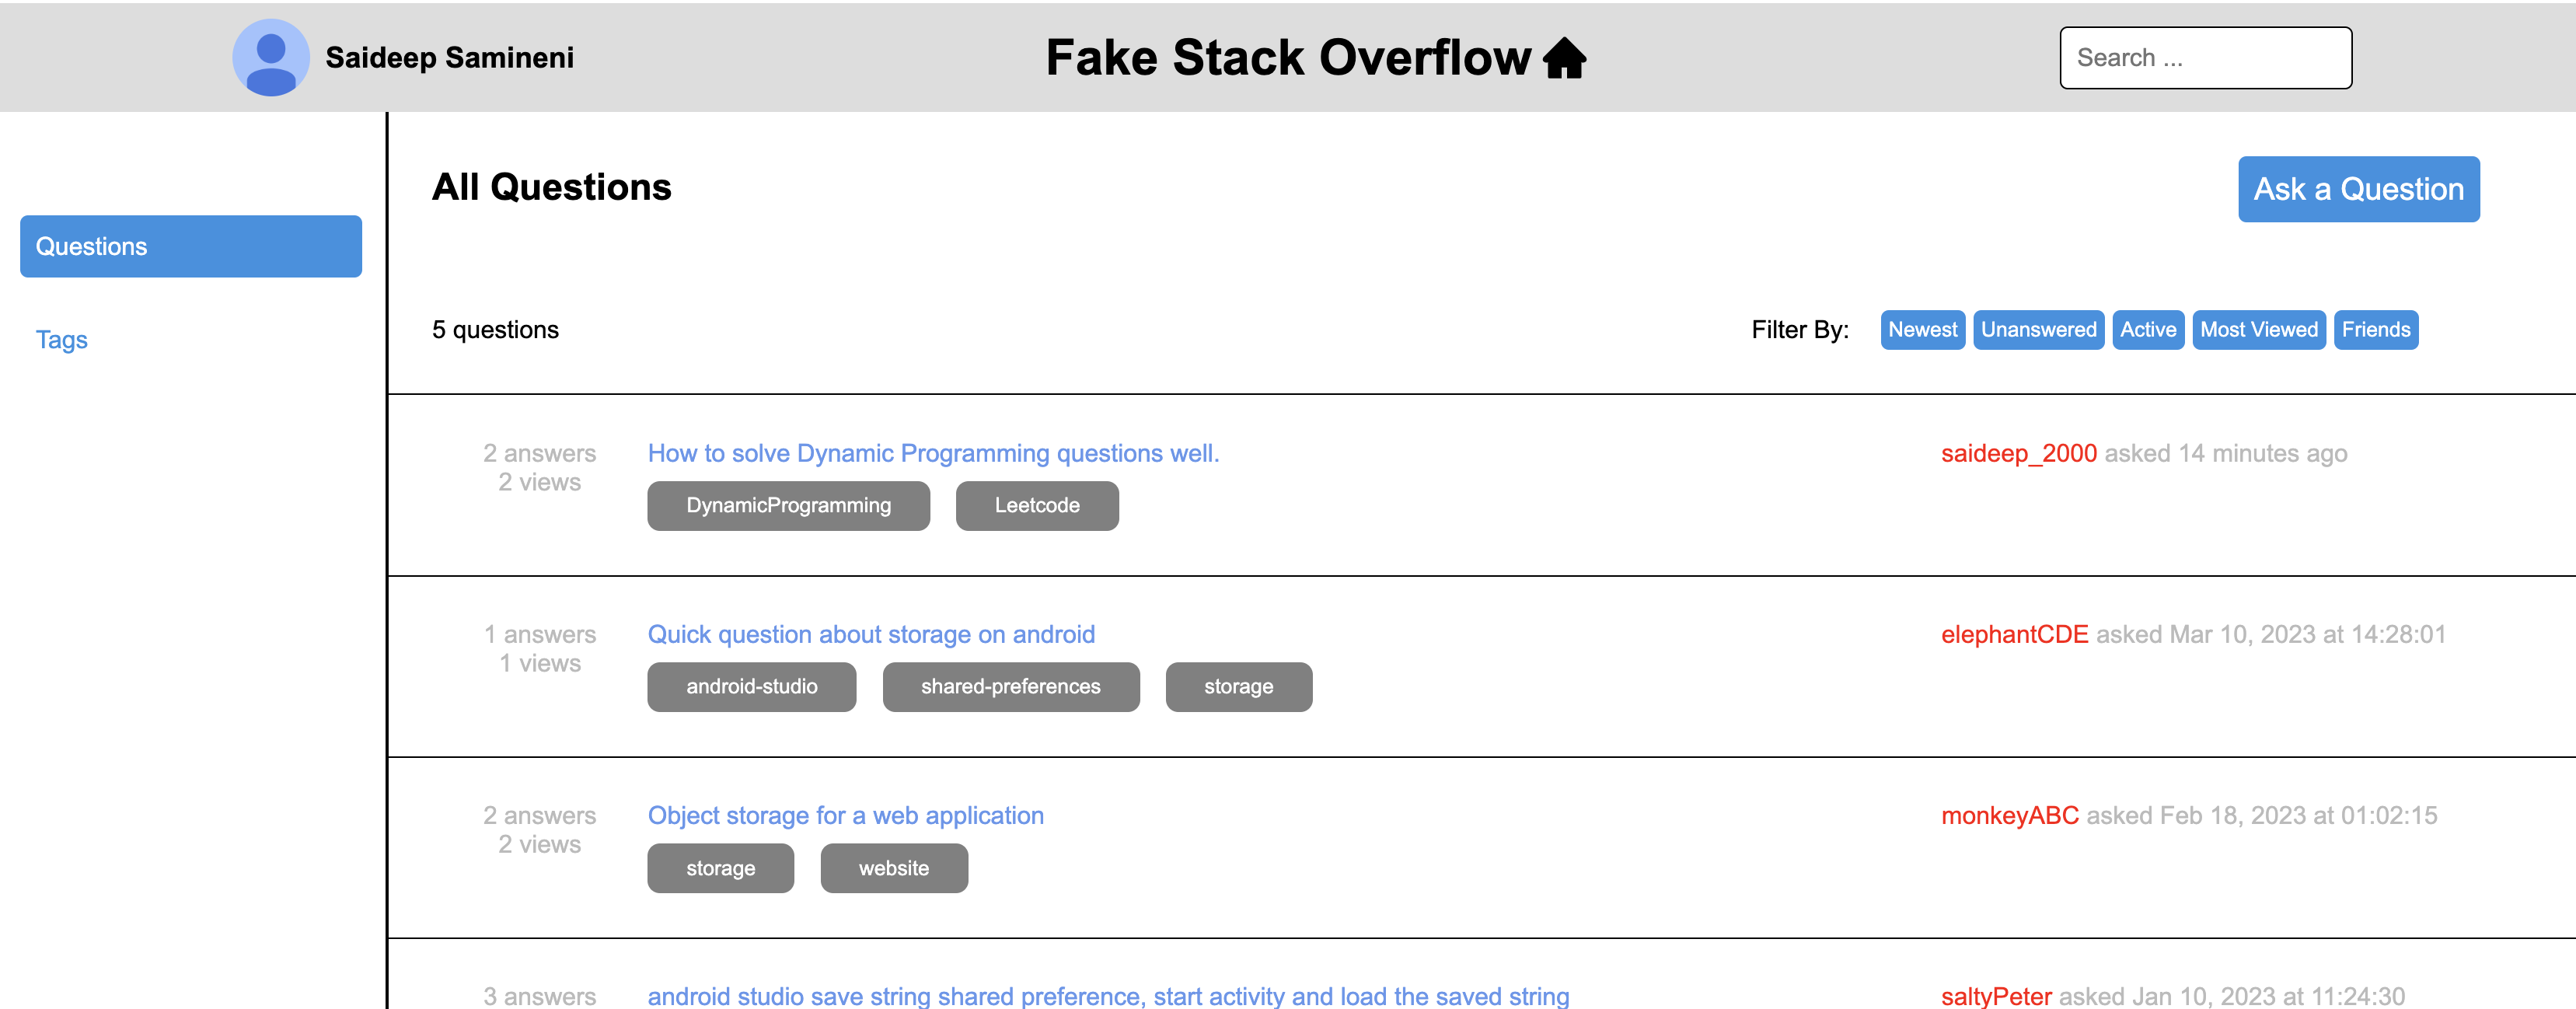 Saideep Samineni
Fake Stack Overflow
Search ...
Questions
Tags
All Questions
Ask a Question
5 questions
Filter By: Newest Unanswered Active Most Viewed Friends
2 answers
2 views
How to solve Dynamic Programming questions well.
DynamicProgramming Leetcode
saideep_2000 asked 14 minutes ago
1 answers
1 views
Quick question about storage on android
android-studio shared-preferences storage
elephantCDE asked Mar 10, 2023 at 14:28:01
2 answers
2 views
Object storage for a web application
storage website
monkeyABC asked Feb 18, 2023 at 01:02:15
3 answers
android studio save string shared preference, start activity and load the saved string
saltyPeter asked Jan 10, 2023 at 11:24:30